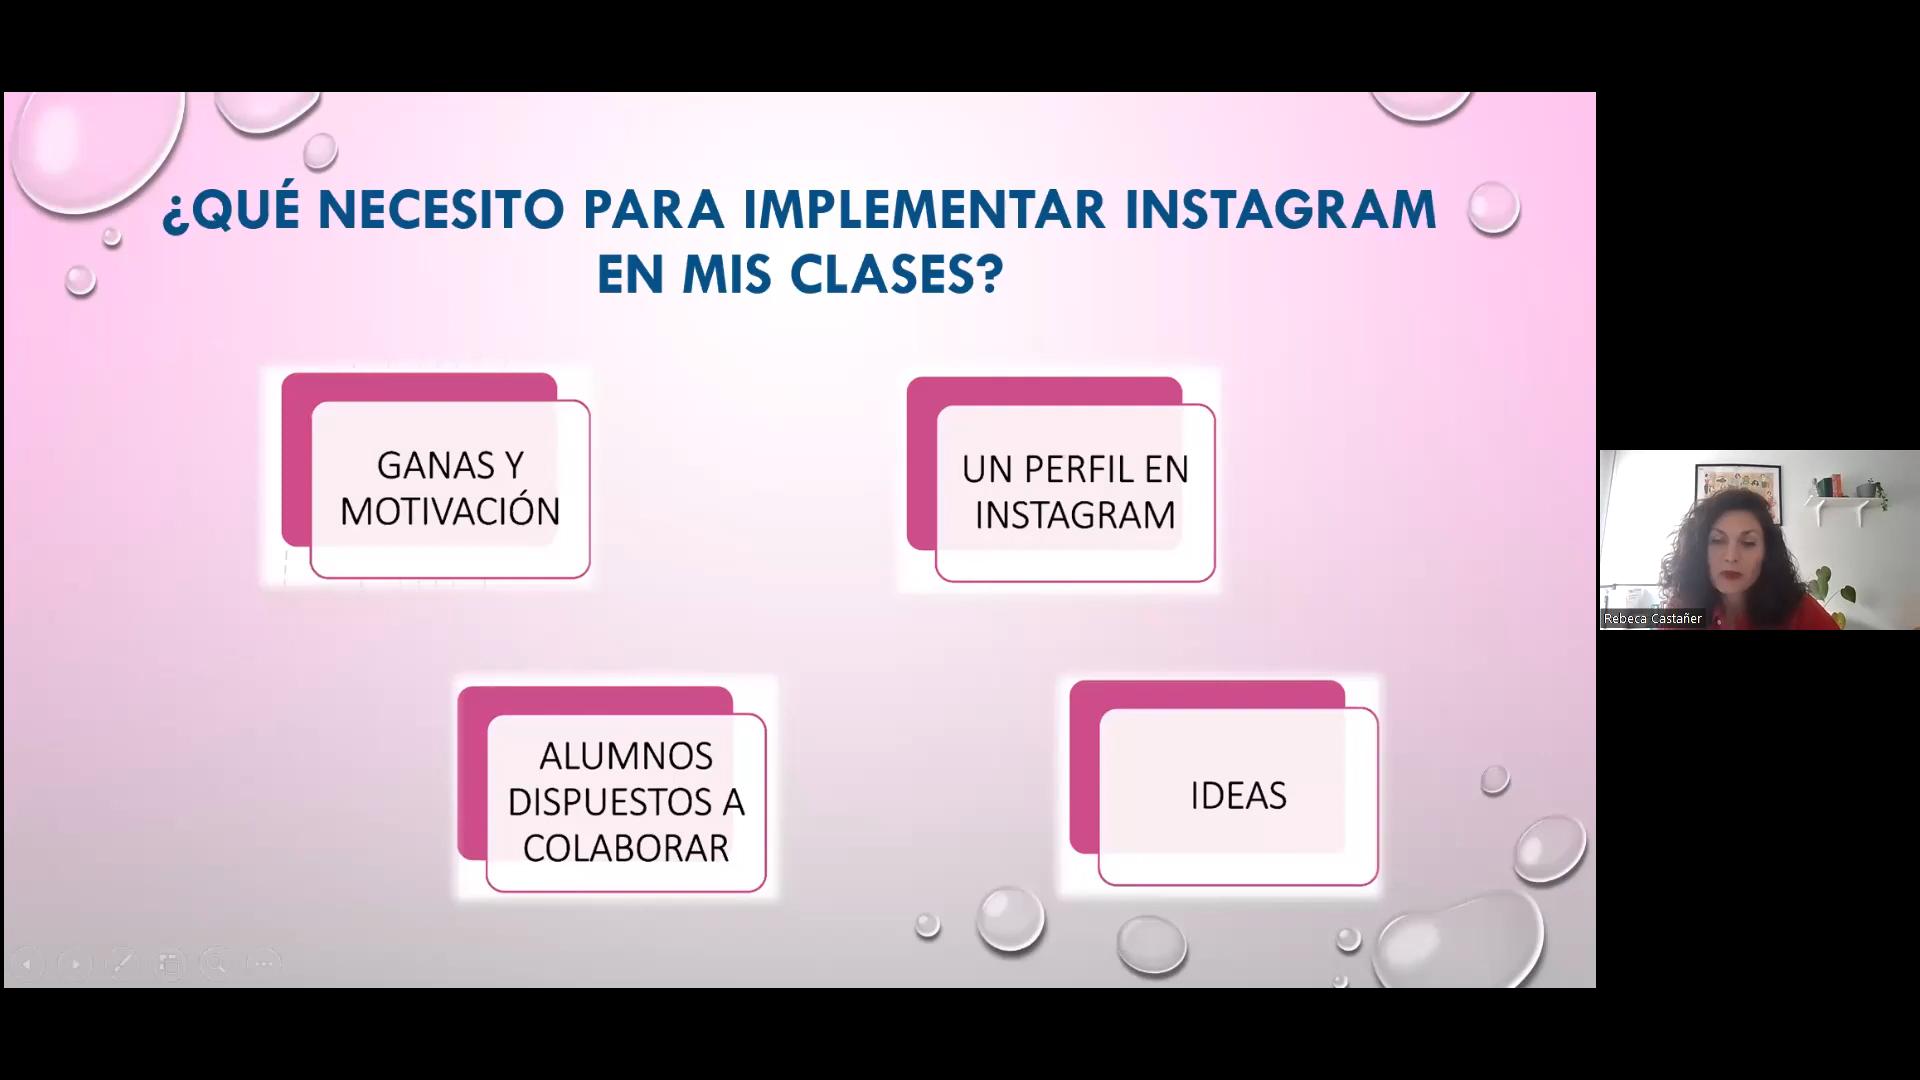 ¿QUÉ NECESITO PARA IMPLEMENTAR INSTAGRAM
EN MIS CLASES?
GANAS Y
MOTIVACIÓN
UN PERFIL EN
INSTAGRAM
ALUMNOS
DISPUESTOS A
COLABORAR
IDEAS
Rebeca Castañer